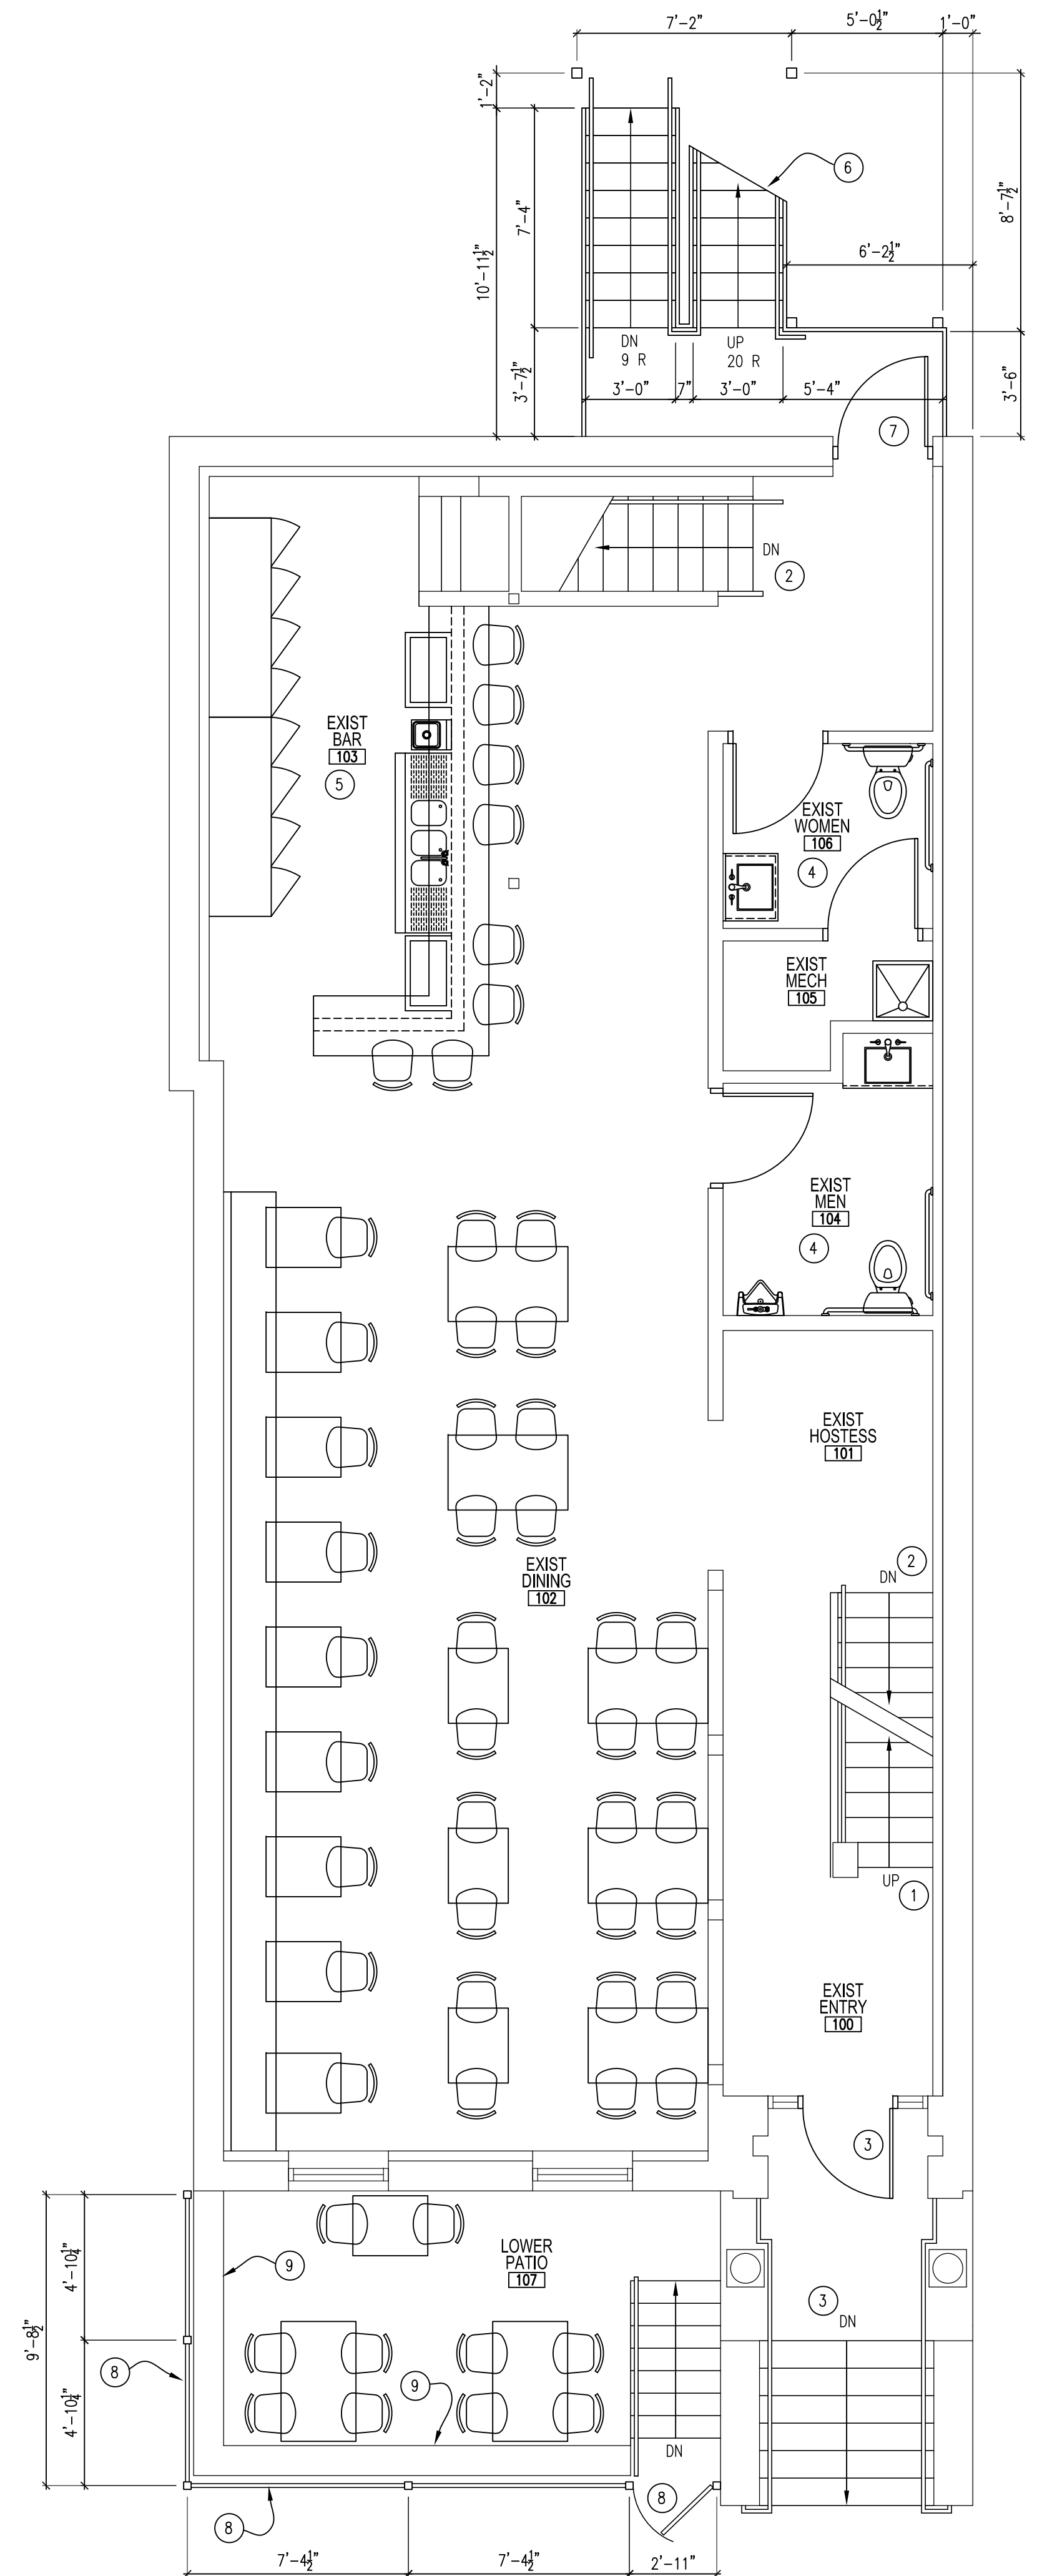 7'-2"
5'-0½"
1'-0"
1'-2"
6
7'-4"
8'-7½"
10'-11½"
6'-2½"
DN
9 R
UP
20 R
3'-7½"
3'-0"
7"
3'-0"
5'-4"
3'-6"
7
DN
2
EXIST
BAR
103
5
EXIST
WOMEN
106
4
EXIST
MECH
105
EXIST
MEN
104
4
EXIST
HOSTESS
101
EXIST
DINING
102
2
DN
UP
1
EXIST
ENTRY
100
3
LOWER
PATIO
107
9
4'-10¼"
9'-8½"
3
DN
8
4'-10¼"
9
DN
8
8
7'-4½"
7'-4½"
2'-11"